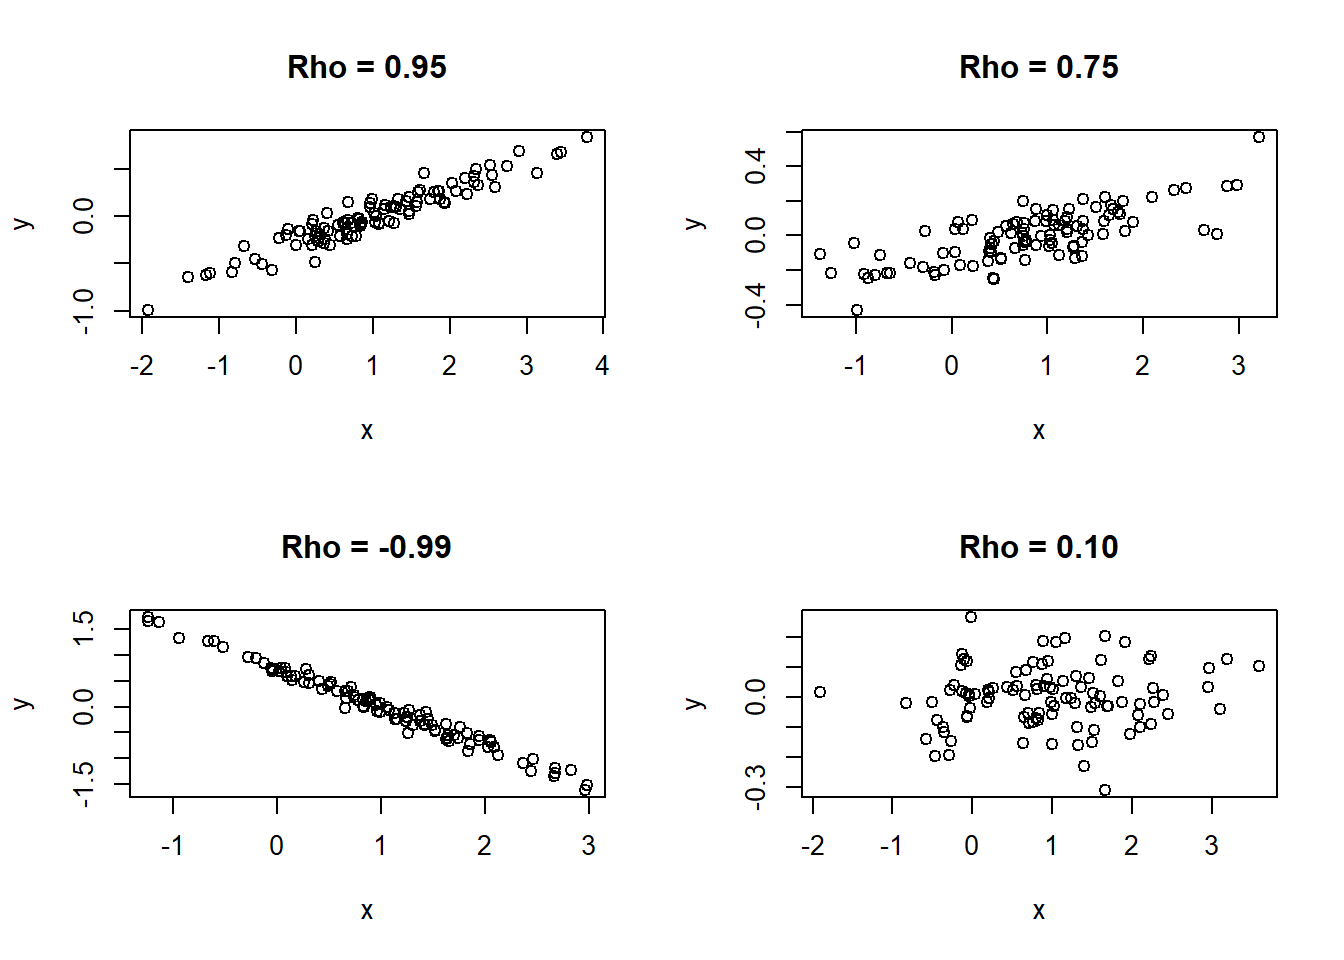 Rho = 0.95
y
0.0
-1.0
-2 -1 0 1 2 3 4
x
Rho = 0.75
y
0.4
0.0
-0.4
-1 0 1 2 3
x
Rho = -0.99
y
1.5
0.0
-1.5
-1 0 1 2 3
x
Rho = 0.10
y
0.0
-0.3
-2 -1 0 1 2 3
x